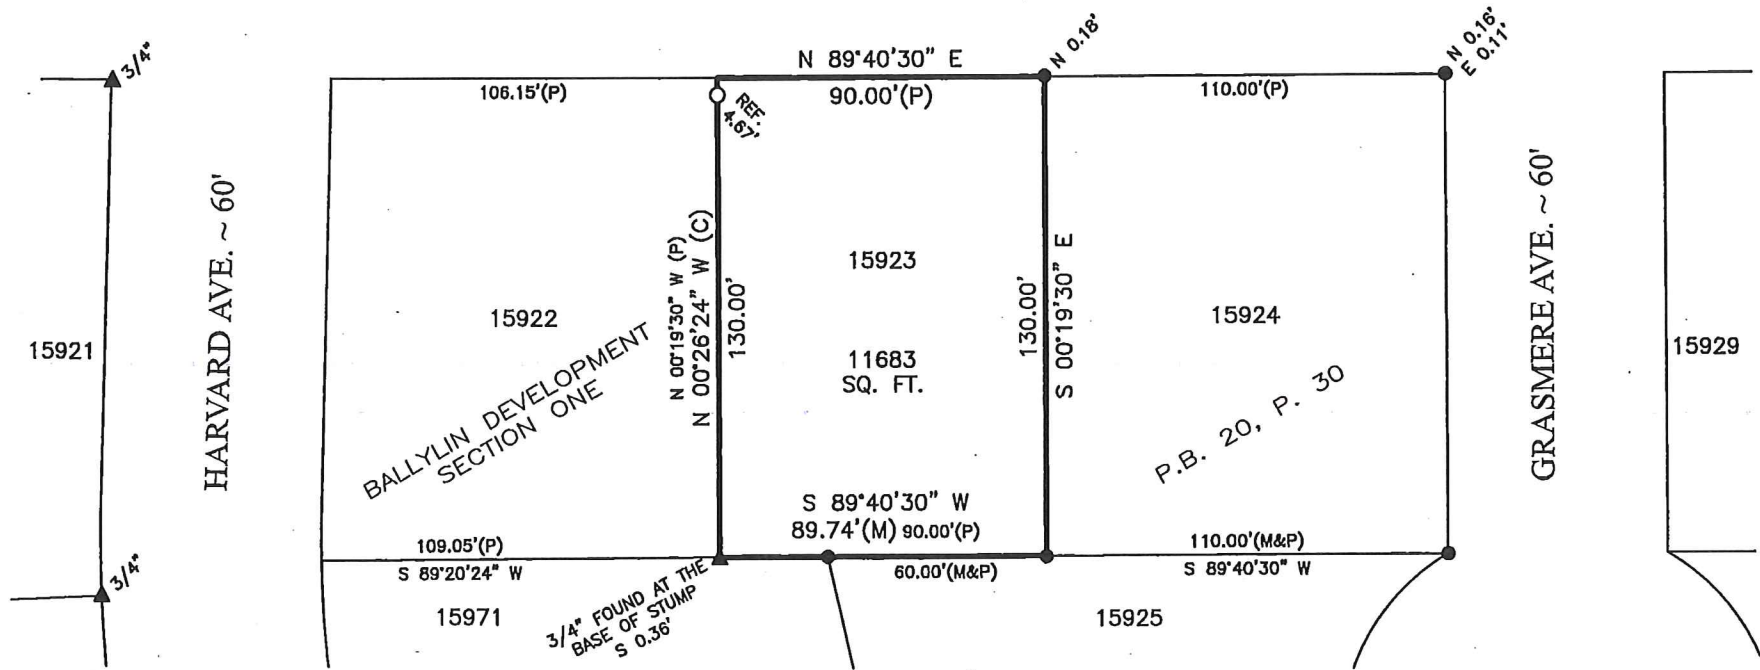 3/4"
N 89°40'30" E
N 0.18'
N 0.16'
E 0.11'
106.15'(P)
90.00'(P)
110.00'(P)
REF.
4.67'
HARVARD AVE. ~ 60'
GRASMERE AVE. ~ 60'
N 00°19'30" W (P)
N 00°26'24" W (C)
130.00'
130.00'
S 00°19'30" E
15921
15922
15923
15924
15929
11683
SQ. FT.
BALLYLIN DEVELOPMENT
SECTION ONE
P.B. 20, P. 30
S 89°40'30" W
89.74'(M) 90.00'(P)
109.05'(P)
S 89°20'24" W
60.00'(M&P)
110.00'(M&P)
S 89°40'30" W
3/4"
3/4" FOUND AT THE
BASE OF STUMP
S 0.36'
15971
15925